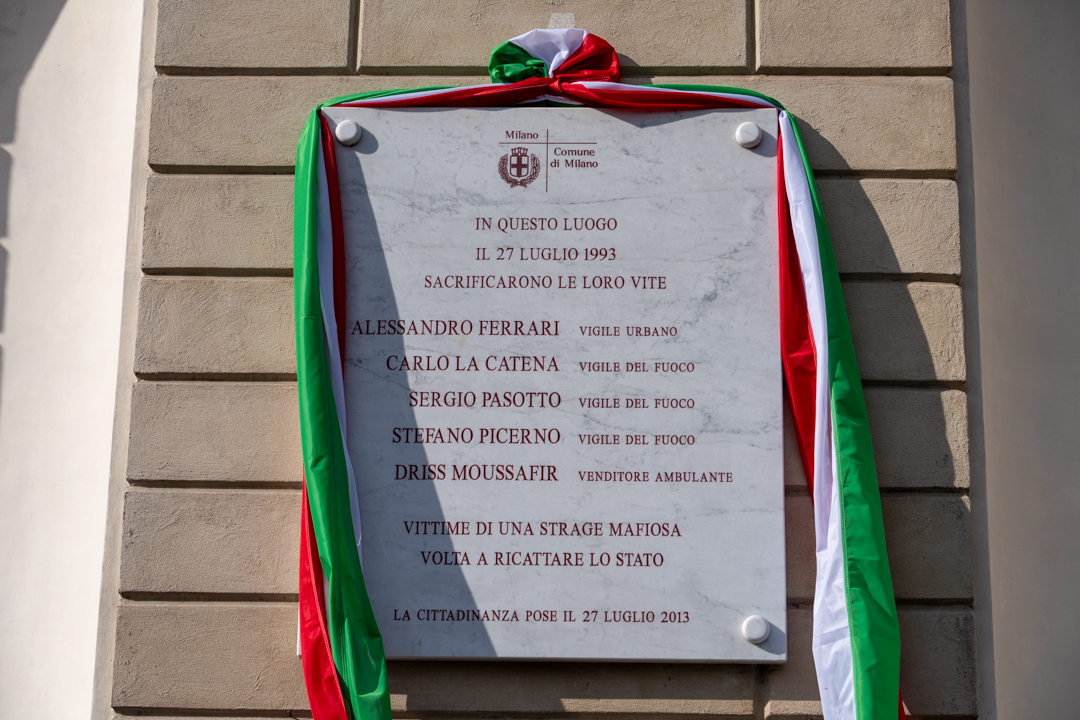 Milano
Comune
di Milano
IN QUESTO LUOGO
IL 27 LUGLIO 1993
SACRIFICARONO LE LORO VITE
ALESSANDRO FERRARI VIGILE URBANO
CARLO LA CATENA VIGILE DEL FUOCO
SERGIO PASOTTO VIGILE DEL FUOCO
STEFANO PICERNO VIGILE DEL FUOCO
DRISS MOUSSAFIR VENDITORE AMBULANTE
VITTIME DI UNA STRAGE MAFIOSA
VOLTA A RICATTARE LO STATO
LA CITTADINANZA POSE IL 27 LUGLIO 2013